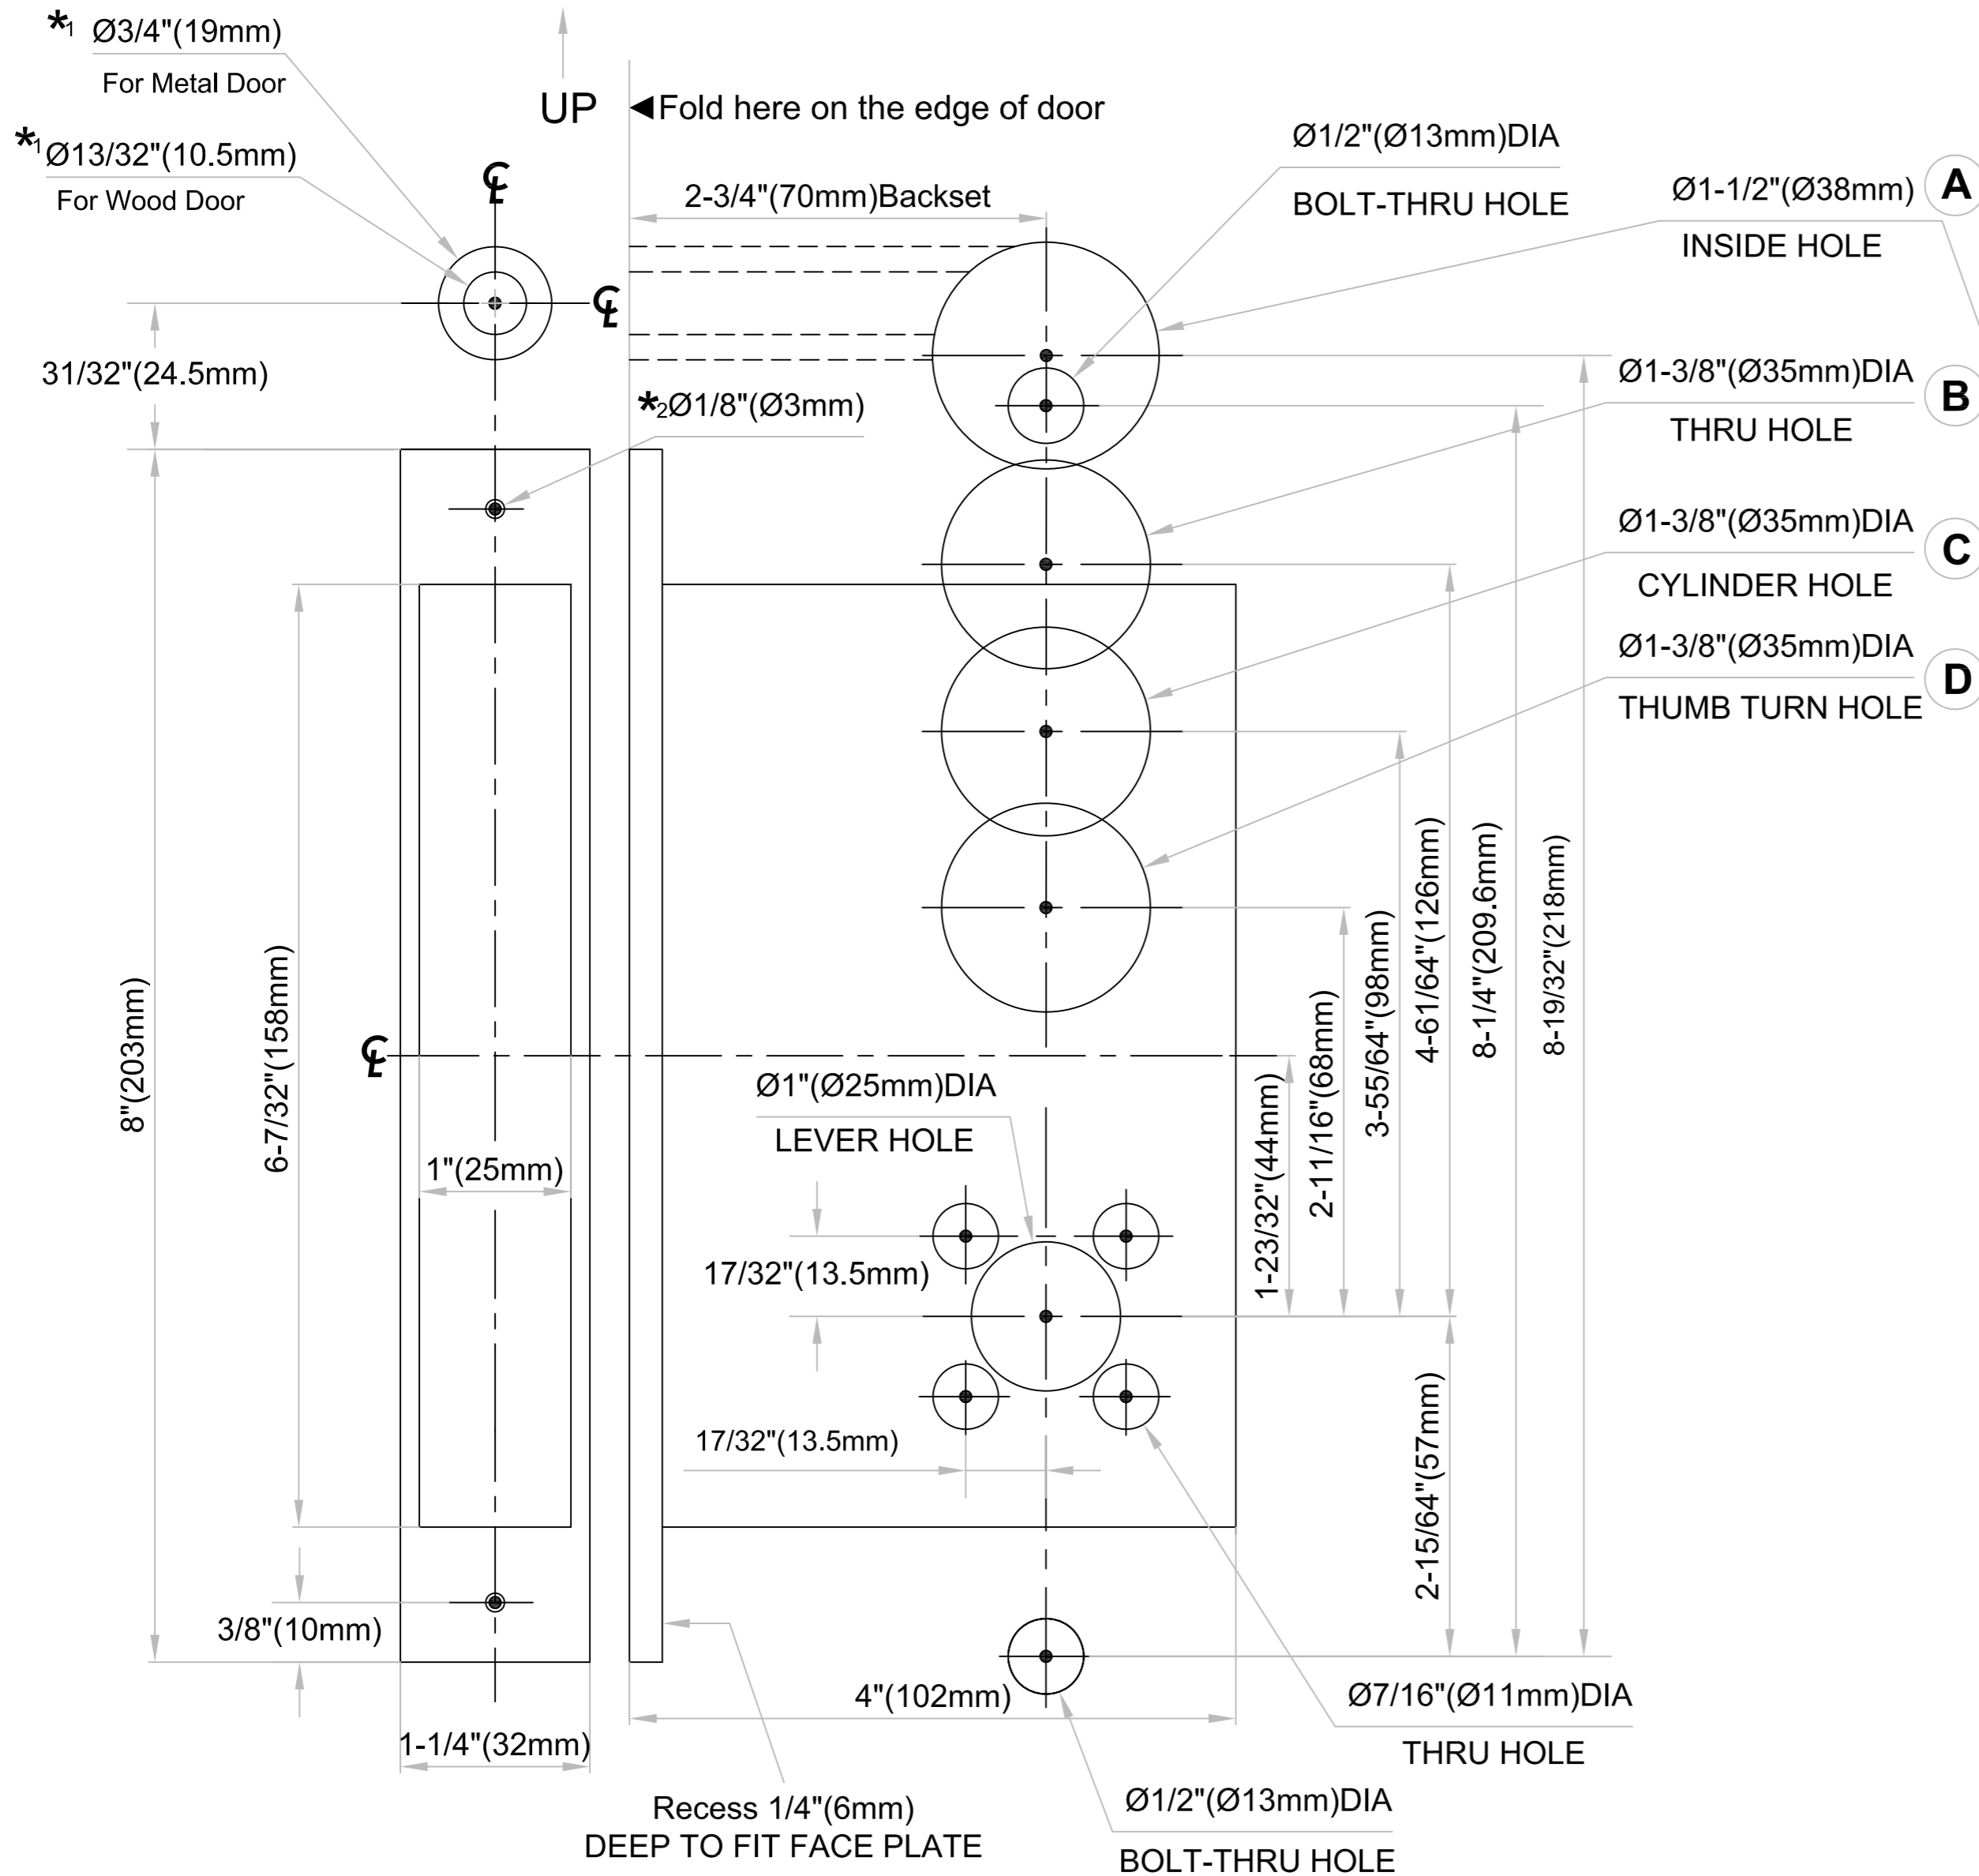 *1 Ø3/4"(19mm)
For Metal Door
*1 Ø13/32"(10.5mm)
For Wood Door
UP
◄Fold here on the edge of door
℄
℄
2-3/4"(70mm)Backset
Ø1/2"(Ø13mm)DIA
BOLT-THRU HOLE
Ø1-1/2"(Ø38mm)
INSIDE HOLE
A
31/32"(24.5mm)
*2Ø1/8"(Ø3mm)
Ø1-3/8"(Ø35mm)DIA
THRU HOLE
B
Ø1-3/8"(Ø35mm)DIA
CYLINDER HOLE
C
Ø1-3/8"(Ø35mm)DIA
THUMB TURN HOLE
D
8"(203mm)
6-7/32"(158mm)
℄
1"(25mm)
Ø1"(Ø25mm)DIA
LEVER HOLE
17/32"(13.5mm)
17/32"(13.5mm)
1-23/32"(44mm)
2-11/16"(68mm)
3-55/64"(98mm)
4-61/64"(126mm)
8-1/4"(209.6mm)
8-19/32"(218mm)
2-15/64"(57mm)
3/8"(10mm)
1-1/4"(32mm)
4"(102mm)
Ø7/16"(Ø11mm)DIA
THRU HOLE
Recess 1/4"(6mm)
DEEP TO FIT FACE PLATE
Ø1/2"(Ø13mm)DIA
BOLT-THRU HOLE